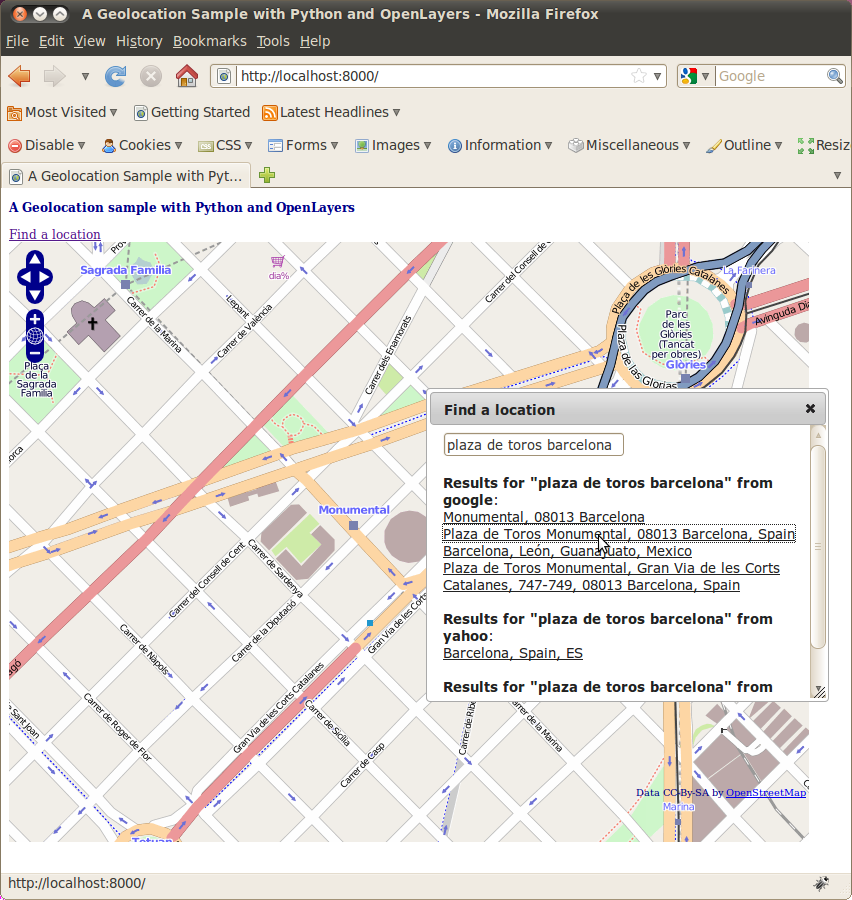 A Geolocation Sample with Python and OpenLayers - Mozilla Firefox
File Edit View History Bookmarks Tools Help
http://localhost:8000/
Google
Most Visited Getting Started Latest Headlines
Disable Cookies CSS Forms Images Information Miscellaneous Outline Resiz
A Geolocation Sample with Pyt...
A Geolocation sample with Python and OpenLayers
Find a location
Sagrada Família
dia%
Carrer del Consell de C
Plaça de les Glòries Catalanes
La Farinera
Carrer de la Marina
Lepant
Carrer de València
Carrer dels Enamorats
Plaza de las Glorias
Parc
de les
Glòries
(Tancat
per obres)
Glòries
Avinguda Di
Plaça
de la
Sagrada
Família
Find a location
plaza de toros barcelona
Results for "plaza de toros barcelona" from
google:
Monumental, 08013 Barcelona
Plaza de Toros Monumental, 08013 Barcelona, Spain
Barcelona, León, Guanajuato, Mexico
Plaza de Toros Monumental, Gran Via de les Corts
Catalanes, 747-749, 08013 Barcelona, Spain
Results for "plaza de toros barcelona" from
yahoo:
Barcelona, Spain, ES
Results for "plaza de toros barcelona" from
Monumental
Carrer del Consell de Cent
Carrer de Sardenya
Carrer de la Diputació
Gran Via de les Corts
Carrer de Nàpols
Gran Via de les Corts Catalanes
Carrer de Sicília
Carrer de Roger de Flor
Carrer de Casp
Carrer de Ribe
de la Marina
e Sant Joan
Data CC-By-SA by OpenStreetMap
Marina
Tetuan
http://localhost:8000/